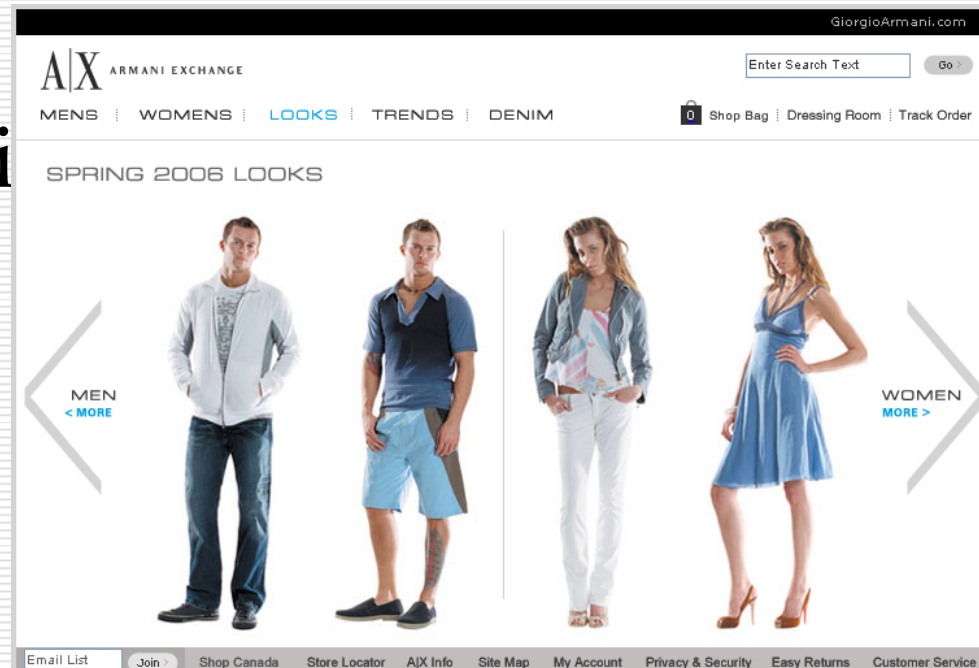 GiorgioArmani.com
A|X ARMANI EXCHANGE
Enter Search Text Go >
MENS WOMENS LOOKS TRENDS DENIM 0 Shop Bag Dressing Room Track Order
SPRING 2006 LOOKS
MEN
< MORE
WOMEN
MORE >
Email List Join > Shop Canada Store Locator A|X Info Site Map My Account Privacy & Security Easy Returns Customer Service